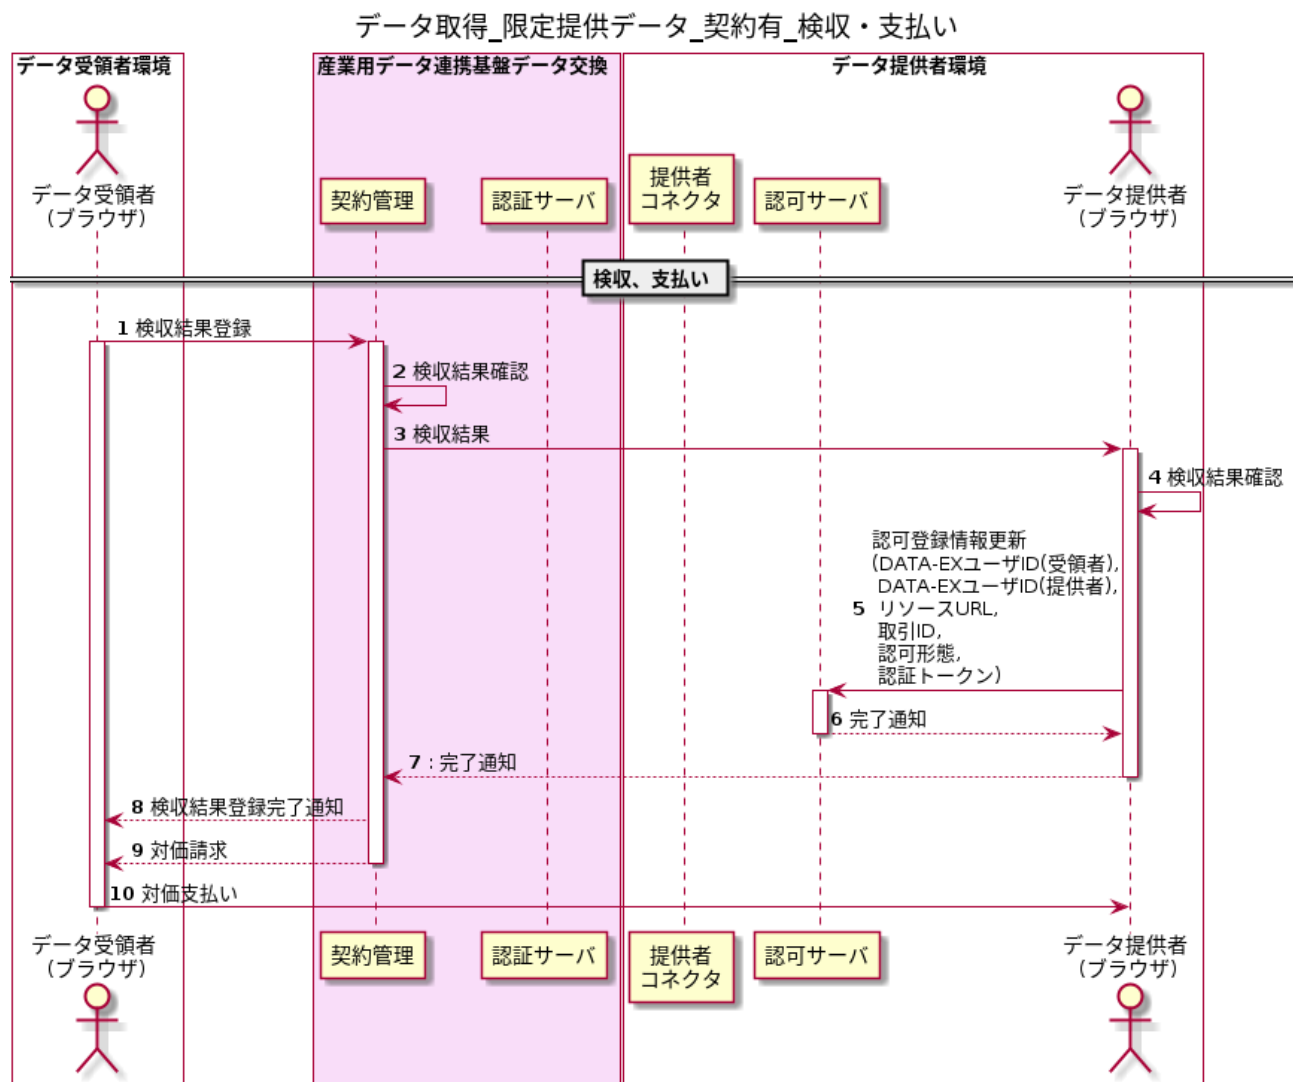 データ取得_限定提供データ_契約有_検収・支払い
データ受領者環境
産業用データ連携基盤データ交換
データ提供者環境
データ受領者
（ブラウザ）
契約管理
認証サーバ
提供者
コネクタ
認可サーバ
データ提供者
（ブラウザ）
検収、支払い
1 検収結果登録
2 検収結果確認
3 検収結果
4 検収結果確認
認可登録情報更新
（DATA-EXユーザID(受領者),
DATA-EXユーザID(提供者),
5 リソースURL,
取引ID,
認可形態,
認証トークン）
6 完了通知
7 : 完了通知
8 検収結果登録完了通知
9 対価請求
10 対価支払い
データ受領者
（ブラウザ）
契約管理
認証サーバ
提供者
コネクタ
認可サーバ
データ提供者
（ブラウザ）